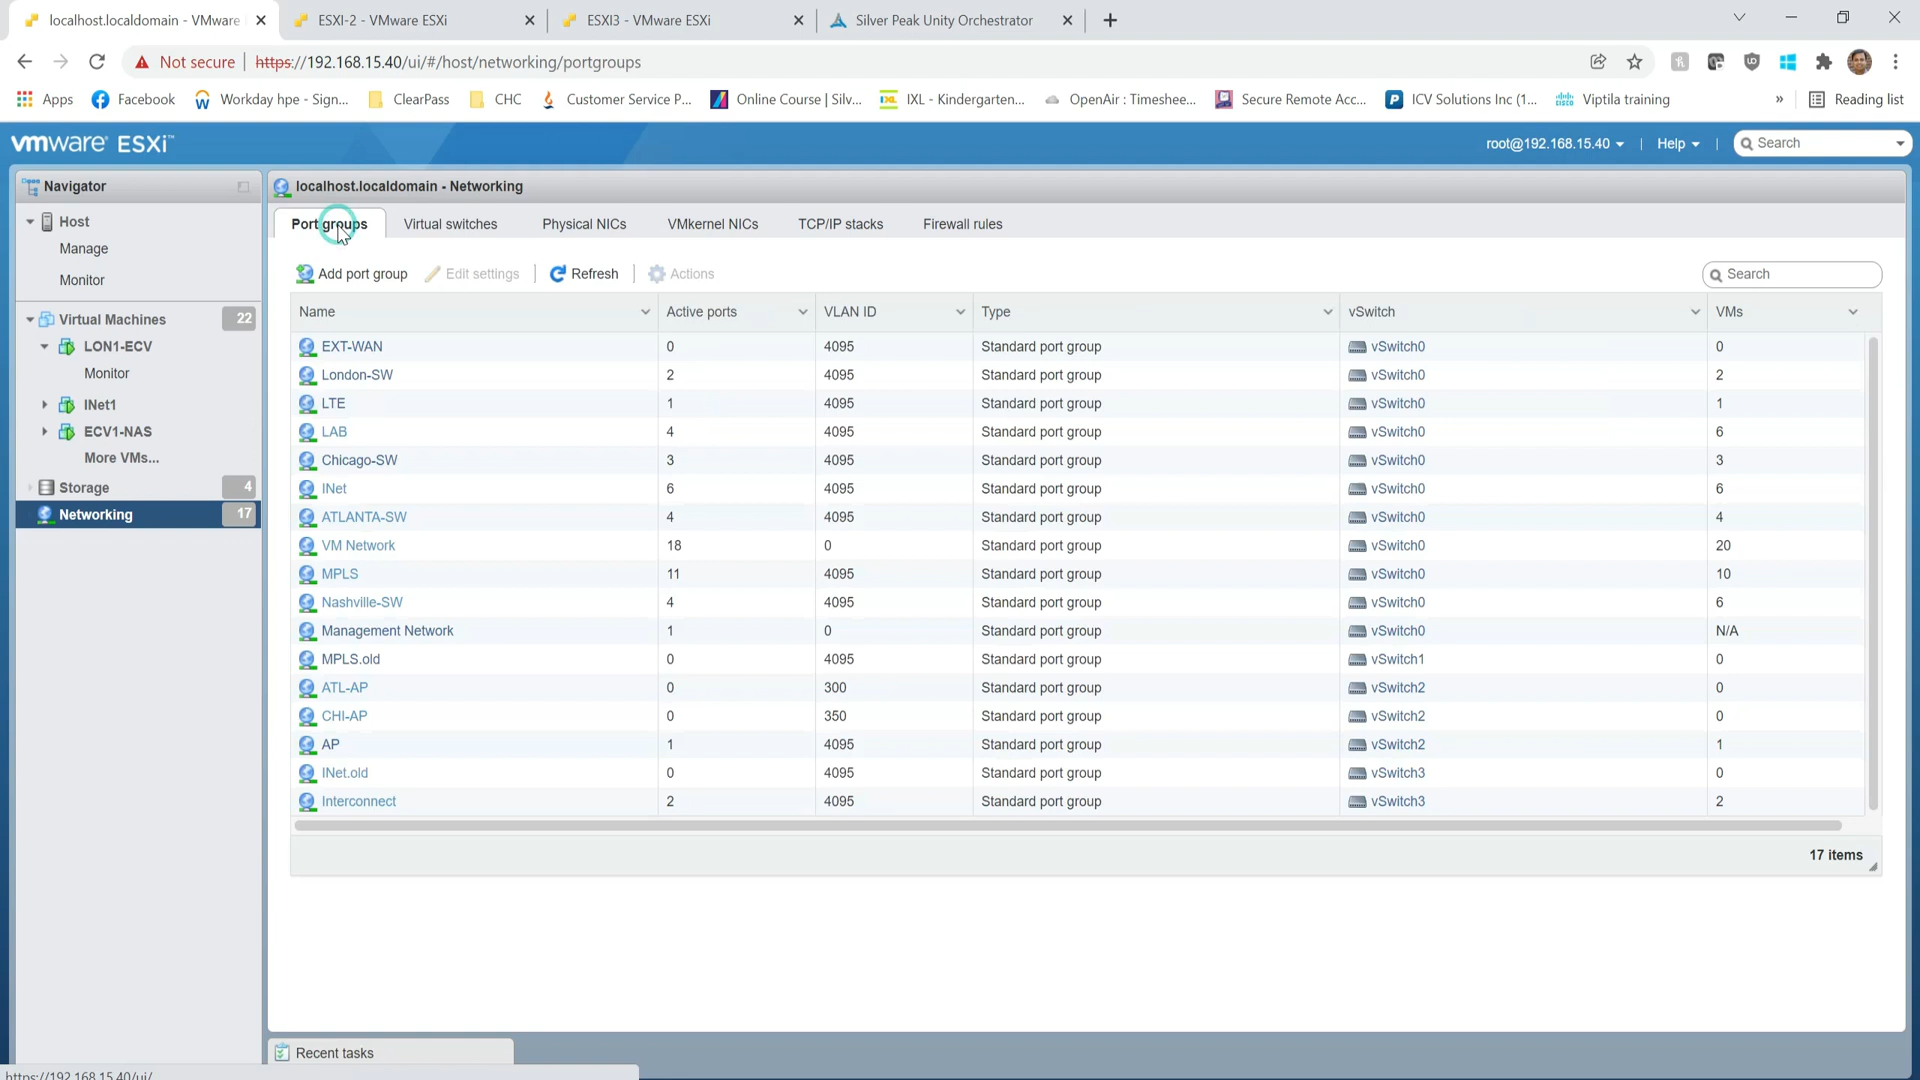 localhost.localdomain - VMware
ESXI-2 - VMware ESXi
ESXI3 - VMware ESXi
Silver Peak Unity Orchestrator
Not secure
https://192.168.15.40/ui/#/host/networking/portgroups
Apps
Facebook
Workday hpe - Sign...
ClearPass
CHC
Customer Service P...
Online Course | Silv...
IXL - Kindergarten...
OpenAir : Timeshee...
Secure Remote Acc...
ICV Solutions Inc (1...
Viptila training
»
Reading list
vmware ESXi™
root@192.168.15.40
Help
Search
Navigator
localhost.localdomain - Networking
Host
Manage
Monitor
Virtual Machines 22
LON1-ECV
Monitor
INet1
ECV1-NAS
More VMs...
Storage 4
Networking 17
Port groups
Virtual switches
Physical NICs
VMkernel NICs
TCP/IP stacks
Firewall rules
Add port group
Edit settings
Refresh
Actions
Search
Name Active ports VLAN ID Type vSwitch VMs
EXT-WAN 0 4095 Standard port group vSwitch0 0
London-SW 2 4095 Standard port group vSwitch0 2
LTE 1 4095 Standard port group vSwitch0 1
LAB 4 4095 Standard port group vSwitch0 6
Chicago-SW 3 4095 Standard port group vSwitch0 3
INet 6 4095 Standard port group vSwitch0 6
ATLANTA-SW 4 4095 Standard port group vSwitch0 4
VM Network 18 0 Standard port group vSwitch0 20
MPLS 11 4095 Standard port group vSwitch0 10
Nashville-SW 4 4095 Standard port group vSwitch0 6
Management Network 1 0 Standard port group vSwitch0 N/A
MPLS.old 0 4095 Standard port group vSwitch1 0
ATL-AP 0 300 Standard port group vSwitch2 0
CHI-AP 0 350 Standard port group vSwitch2 0
AP 1 4095 Standard port group vSwitch2 1
INet.old 0 4095 Standard port group vSwitch3 0
Interconnect 2 4095 Standard port group vSwitch3 2
17 items
Recent tasks
https://192.168.15.40/ui/